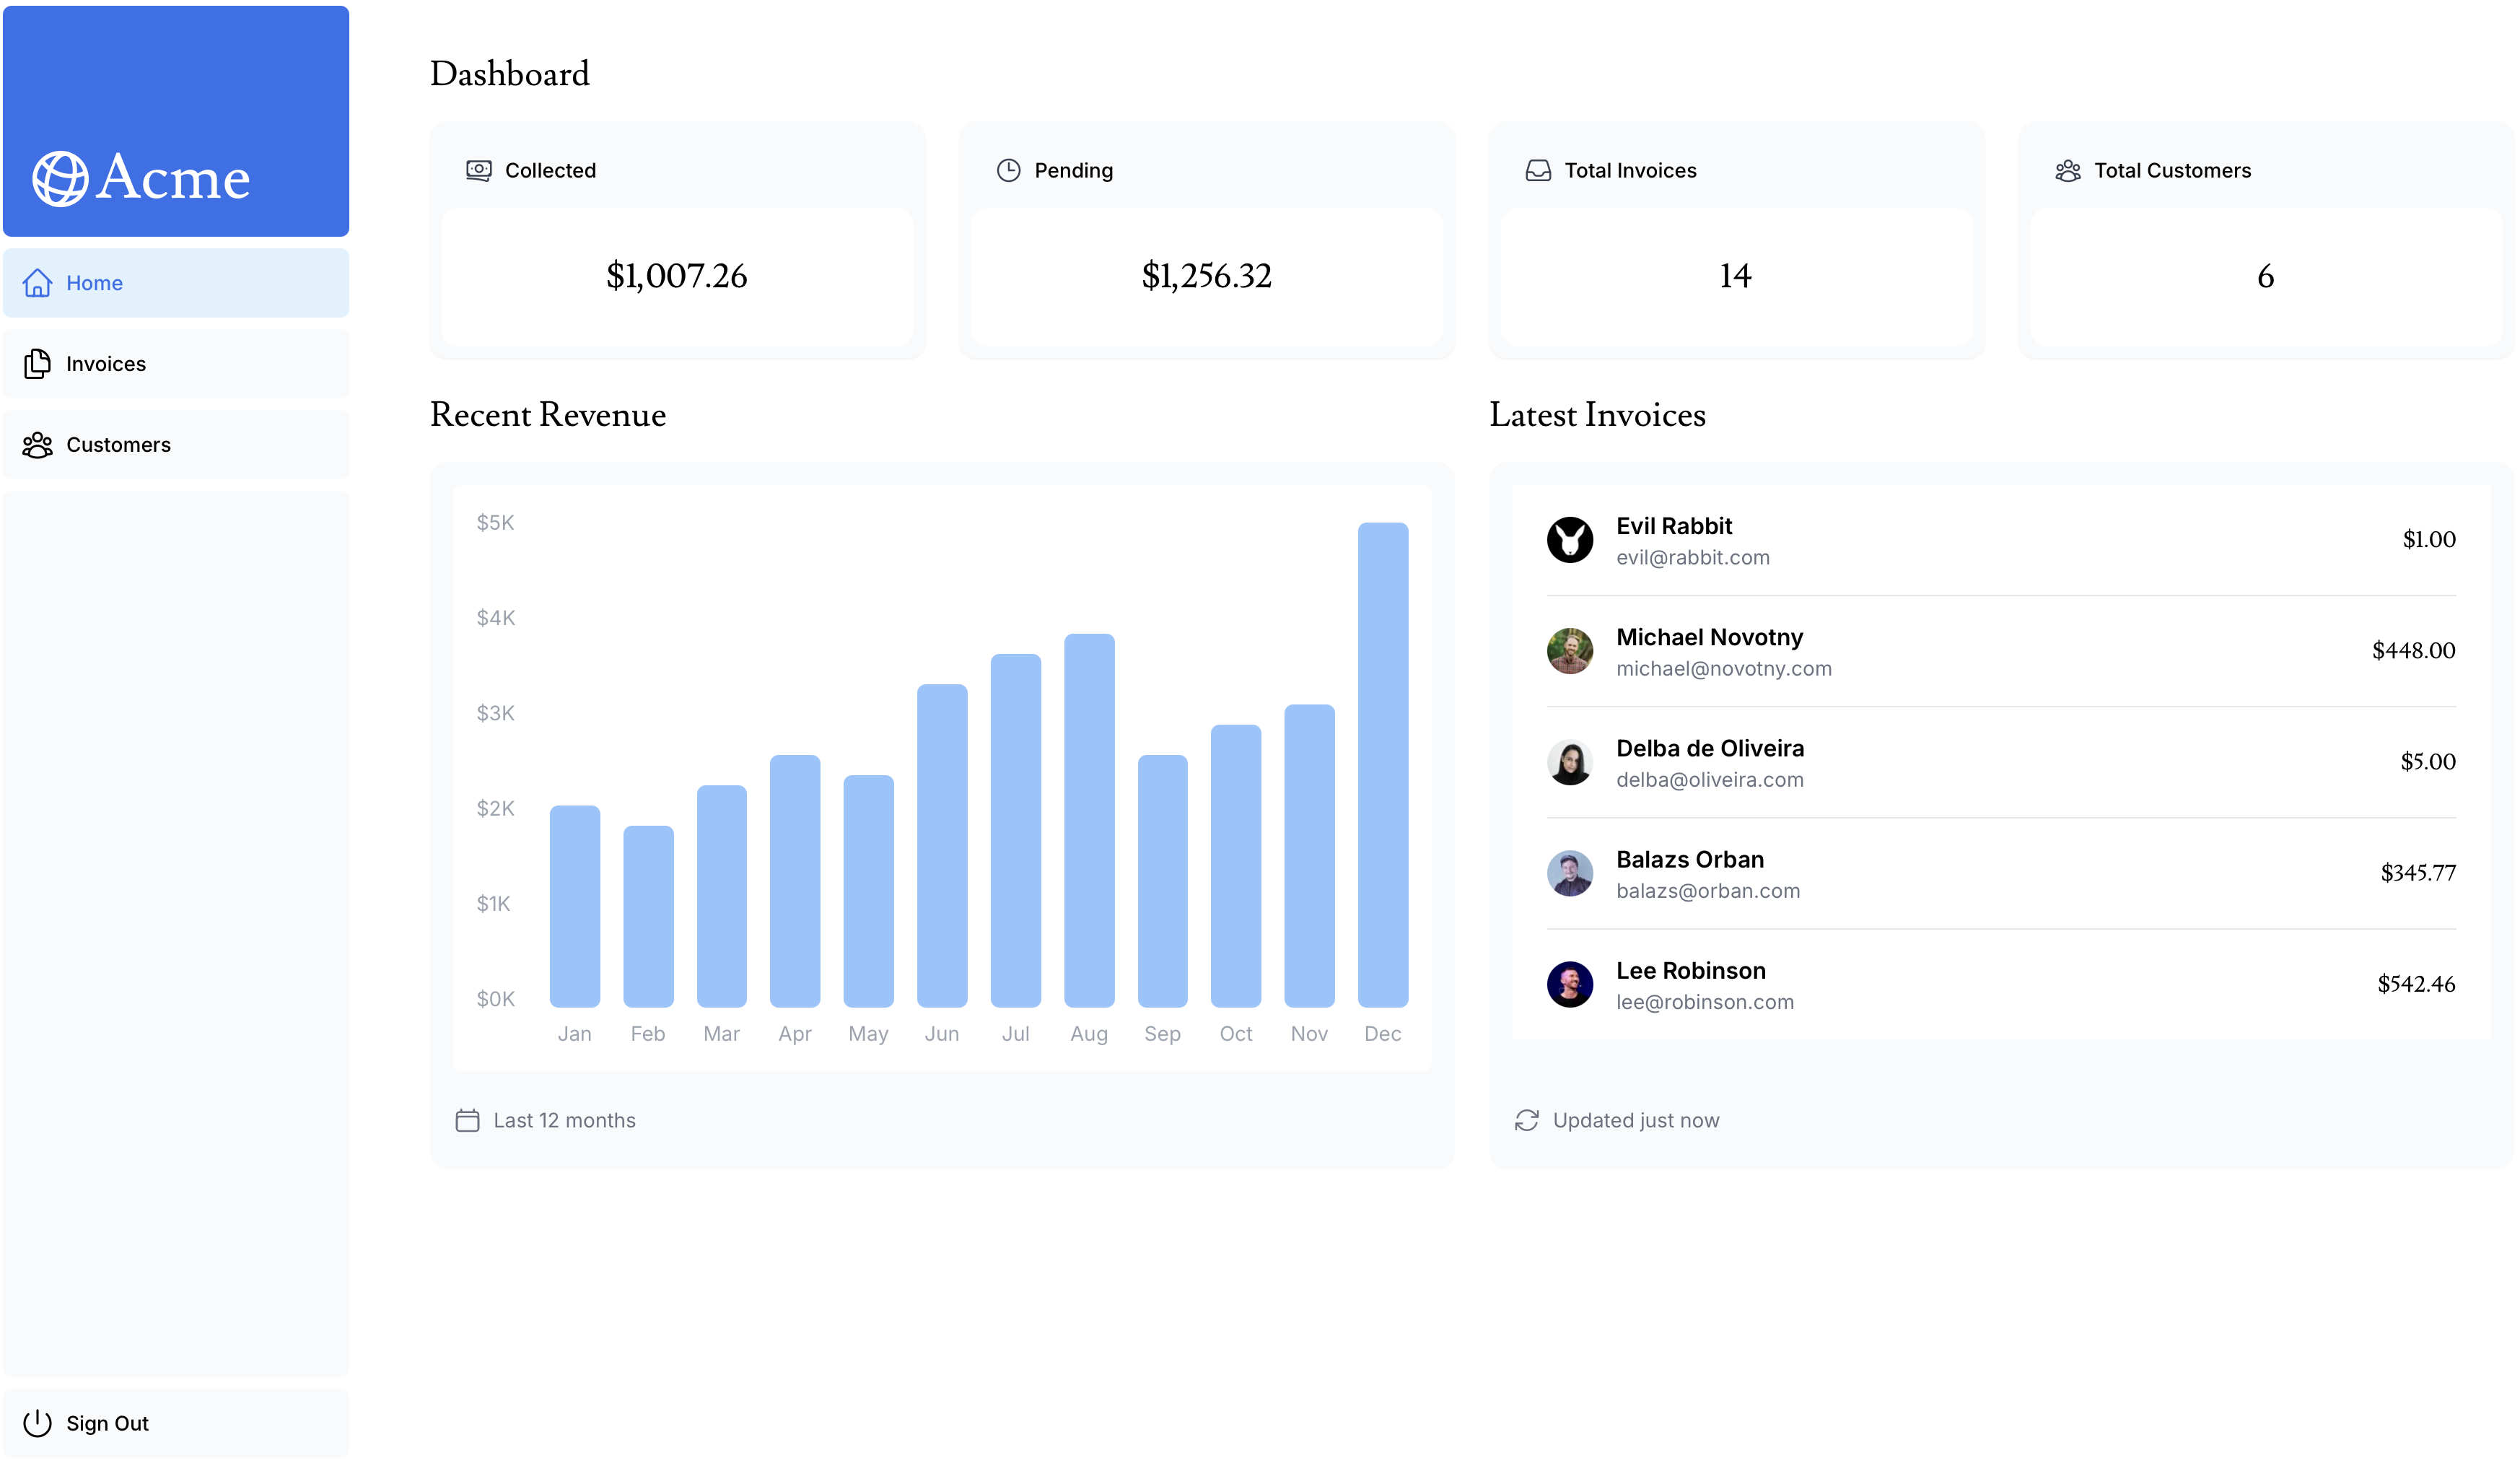 Acme
Home
Invoices
Customers
Sign Out
Dashboard
Collected
$1,007.26
Pending
$1,256.32
Total Invoices
14
Total Customers
6
Recent Revenue
$5K
$4K
$3K
$2K
$1K
$0K
Jan Feb Mar Apr May Jun Jul Aug Sep Oct Nov Dec
Last 12 months
Latest Invoices
Evil Rabbit
evil@rabbit.com
$1.00
Michael Novotny
michael@novotny.com
$448.00
Delba de Oliveira
delba@oliveira.com
$5.00
Balazs Orban
balazs@orban.com
$345.77
Lee Robinson
lee@robinson.com
$542.46
Updated just now